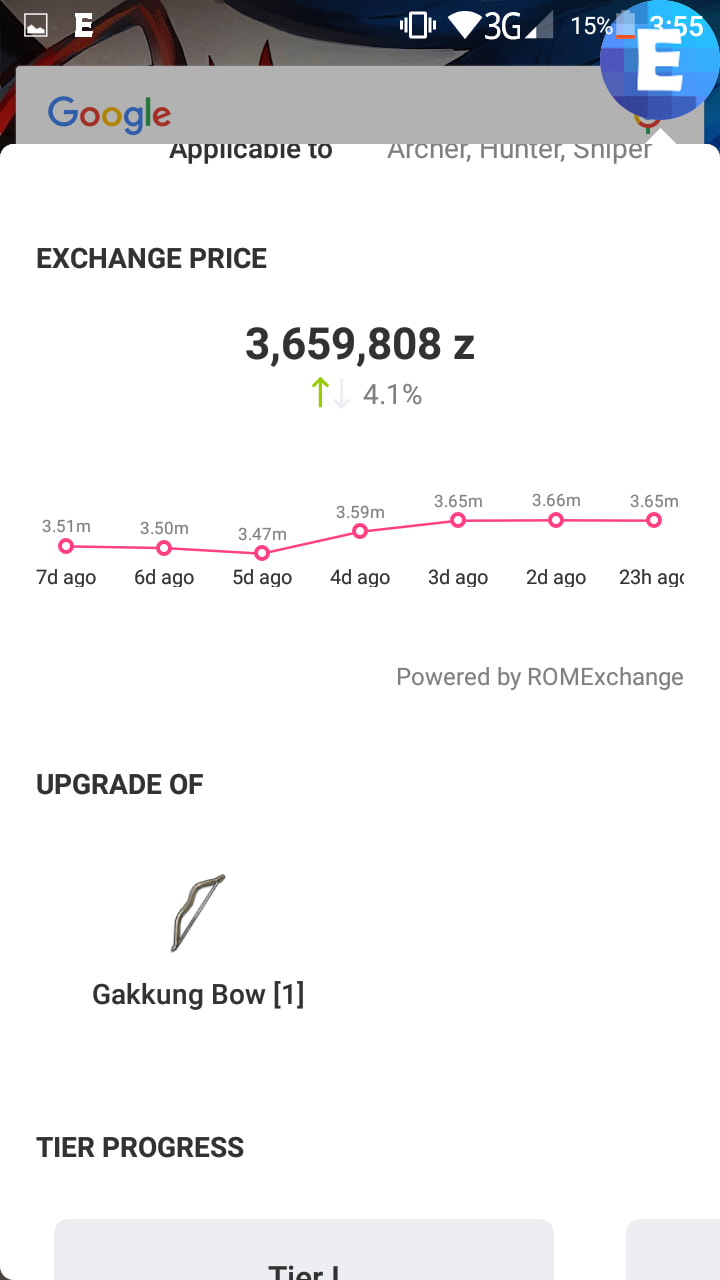 E
3G
15%
3:55
E
Google
Applicable to
Archer, Hunter, Sniper
EXCHANGE PRICE
3,659,808 z
4.1%
3.51m
3.50m
3.47m
3.59m
3.65m
3.66m
3.65m
7d ago
6d ago
5d ago
4d ago
3d ago
2d ago
23h ago
Powered by ROMExchange
UPGRADE OF
Gakkung Bow [1]
TIER PROGRESS
Tier I